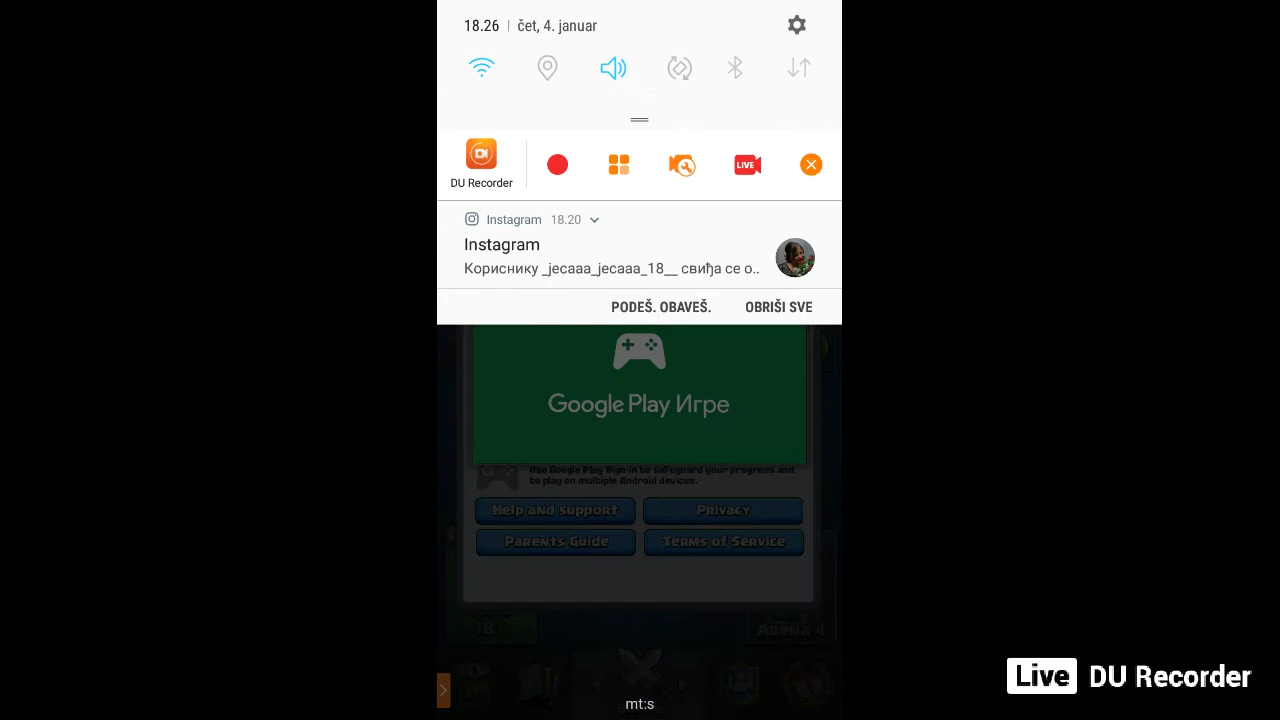 18.26 | čet, 4. januar
DU Recorder
LIVE
Instagram 18.20
Instagram
Кориснику _jecaaa_jecaaa_18__ свиђа се о..
PODEŠ. OBAVEŠ. OBRIŠI SVE
Google Play Игре
Use Google Play Sign-in to safeguard your progress and
to play on multiple Android devices.
Help and support Privacy
Parents Guide Terms of Service
18 Arena 4
mt:s
Live DU Recorder